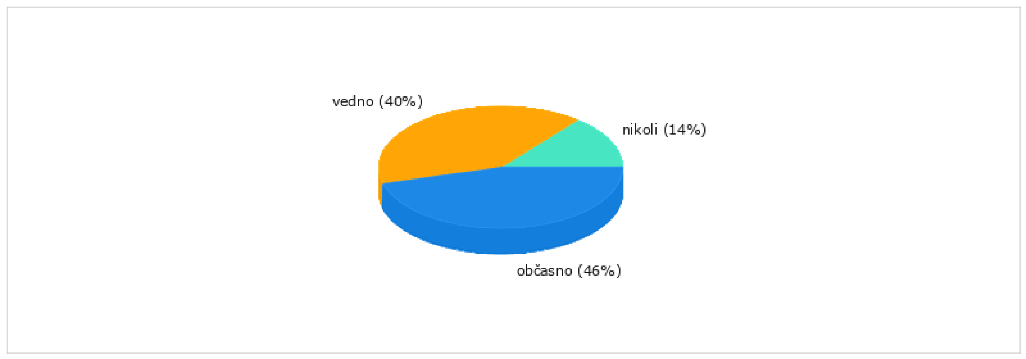 vedno (40%)
nikoli (14%)
občasno (46%)